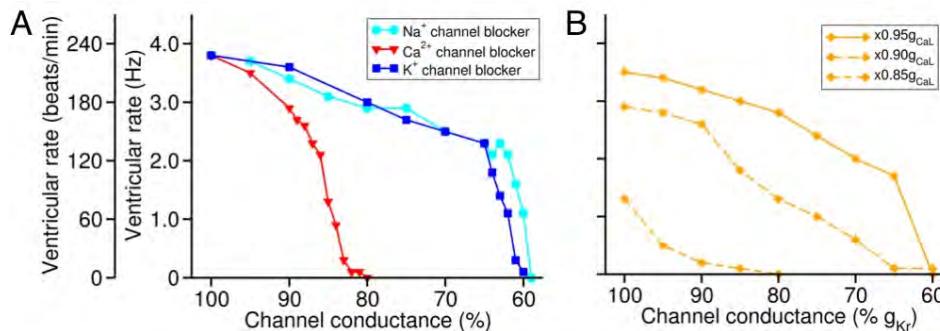 A
Ventricular rate (beats/min)
240
180
120
60
0
Ventricular rate (Hz)
4.0
3.0
2.0
1.0
0
Na+ channel blocker
Ca2+ channel blocker
K+ channel blocker
100
90
80
70
60
Channel conductance (%)
B
x0.95gCaL
x0.90gCaL
x0.85gCaL
100
90
80
70
60
Channel conductance (% gKr)